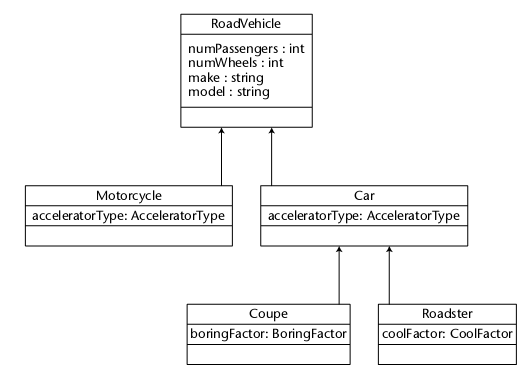 RoadVehicle
numPassengers : int
numWheels : int
make : string
model : string
Motorcycle
acceleratorType: AcceleratorType
Car
acceleratorType: AcceleratorType
Coupe
boringFactor: BoringFactor
Roadster
coolFactor: CoolFactor